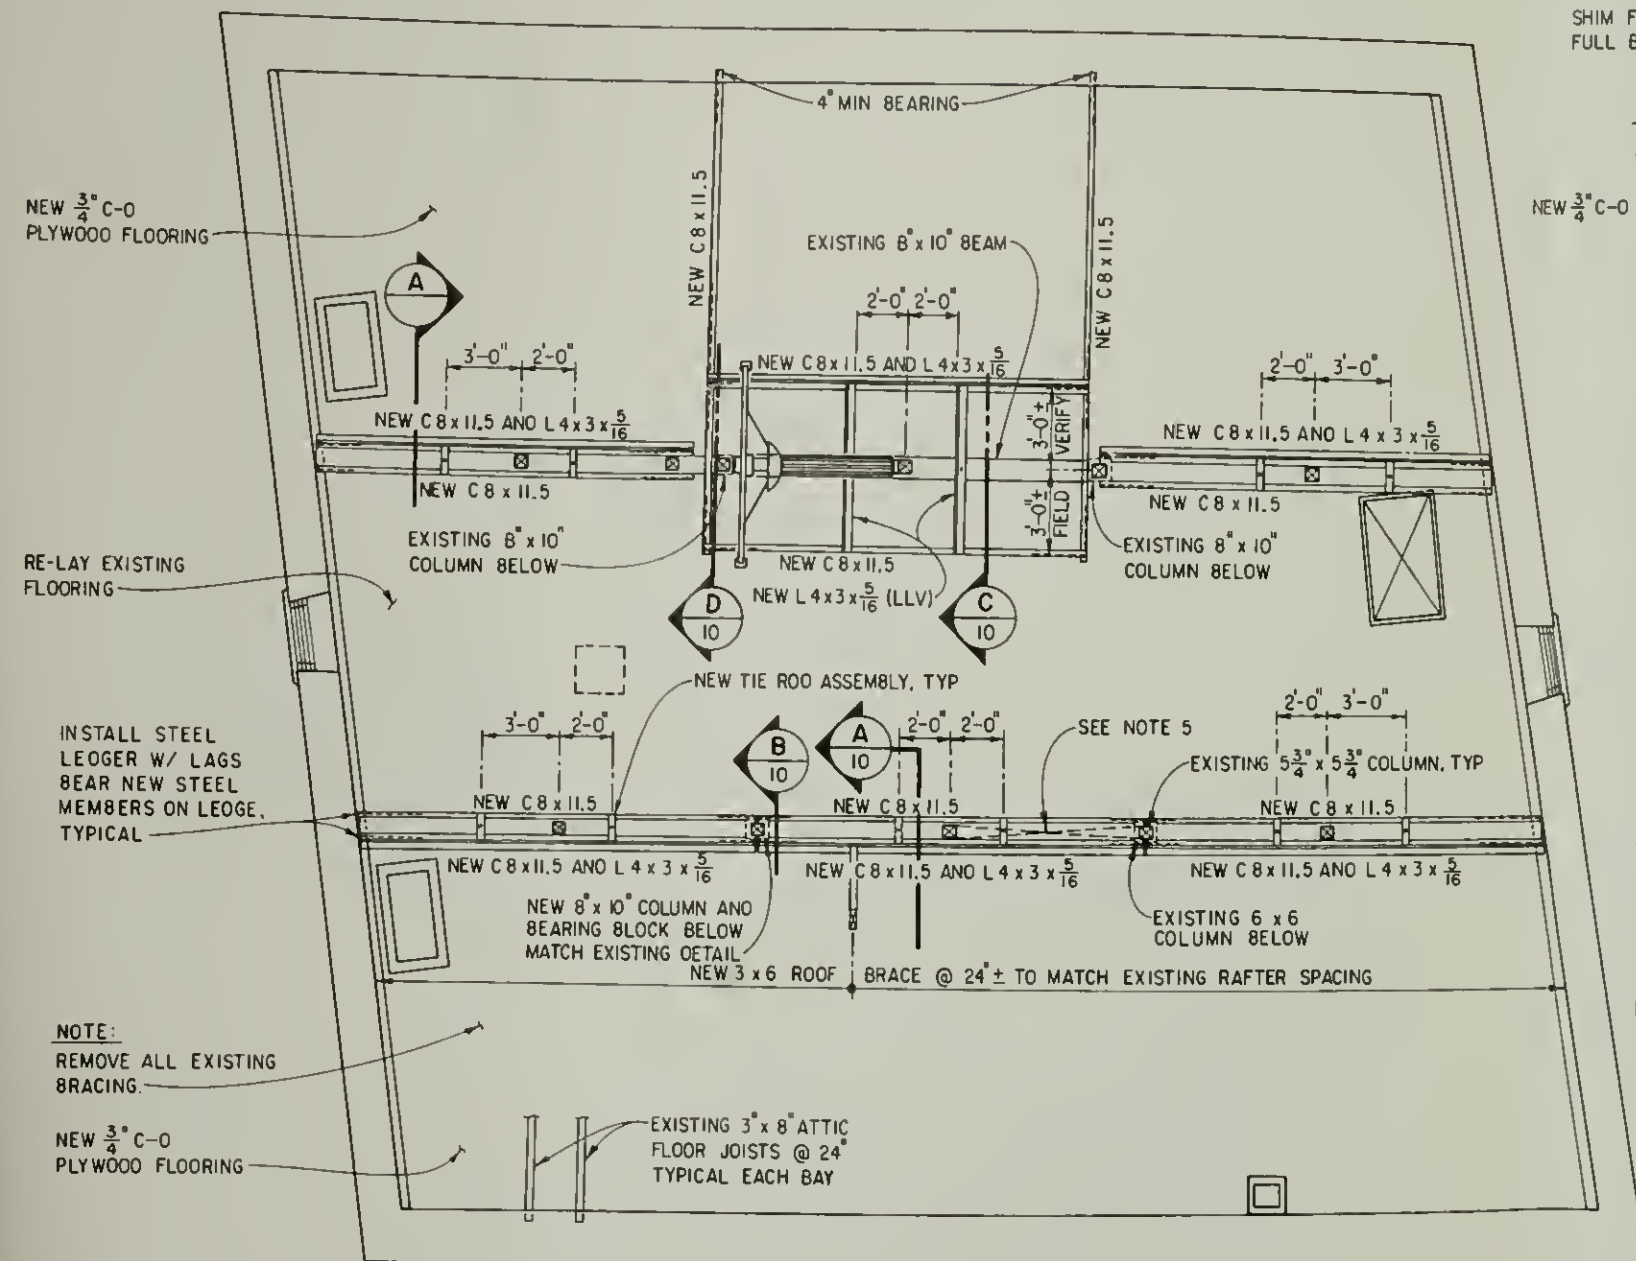 SHIM F
FULL B
4" MIN BEARING
NEW 3/4" C-D
PLYWOOD FLOORING
NEW 3/4" C-D
NEW C 8 x 11.5
NEW C 8 x 11.5
EXISTING 8" x 10" BEAM
A
2'-0" 2'-0"
3'-0" 2'-0"
NEW C 8 x 11.5 AND L 4 x 3 x 5/16
2'-0" 3'-0"
NEW C 8 x 11.5 AND L 4 x 3 x 5/16
NEW C 8 x 11.5 AND L 4 x 3 x 5/16
3'-0"± 3'-0"±
FIELD VERIFY
NEW C 8 x 11.5
NEW C 8 x 11.5
EXISTING 8" x 10"
COLUMN BELOW
EXISTING 8" x 10"
COLUMN BELOW
NEW C 8 x 11.5
NEW L 4 x 3 x 5/16 (LLV)
RE-LAY EXISTING
FLOORING
D
10
C
10
NEW TIE ROD ASSEMBLY, TYP
INSTALL STEEL
LEDGER W/ LAGS
BEAR NEW STEEL
MEMBERS ON LEDGE,
TYPICAL
3'-0" 2'-0"
B
10
A
10
2'-0" 2'-0"
SEE NOTE 5
2'-0" 3'-0"
EXISTING 5 3/4" x 5 3/4" COLUMN, TYP
NEW C 8 x 11.5
NEW C 8 x 11.5
NEW C 8 x 11.5
NEW C 8 x 11.5 AND L 4 x 3 x 5/16
NEW C 8 x 11.5 AND L 4 x 3 x 5/16
NEW C 8 x 11.5 AND L 4 x 3 x 5/16
NEW 8" x 10" COLUMN AND
BEARING BLOCK BELOW
MATCH EXISTING DETAIL
EXISTING 6 x 6
COLUMN BELOW
NEW 3 x 6 ROOF BRACE @ 24"± TO MATCH EXISTING RAFTER SPACING
NOTE:
REMOVE ALL EXISTING
BRACING.
NEW 3/4" C-D
PLYWOOD FLOORING
EXISTING 3" x 8" ATTIC
FLOOR JOISTS @ 24"
TYPICAL EACH BAY